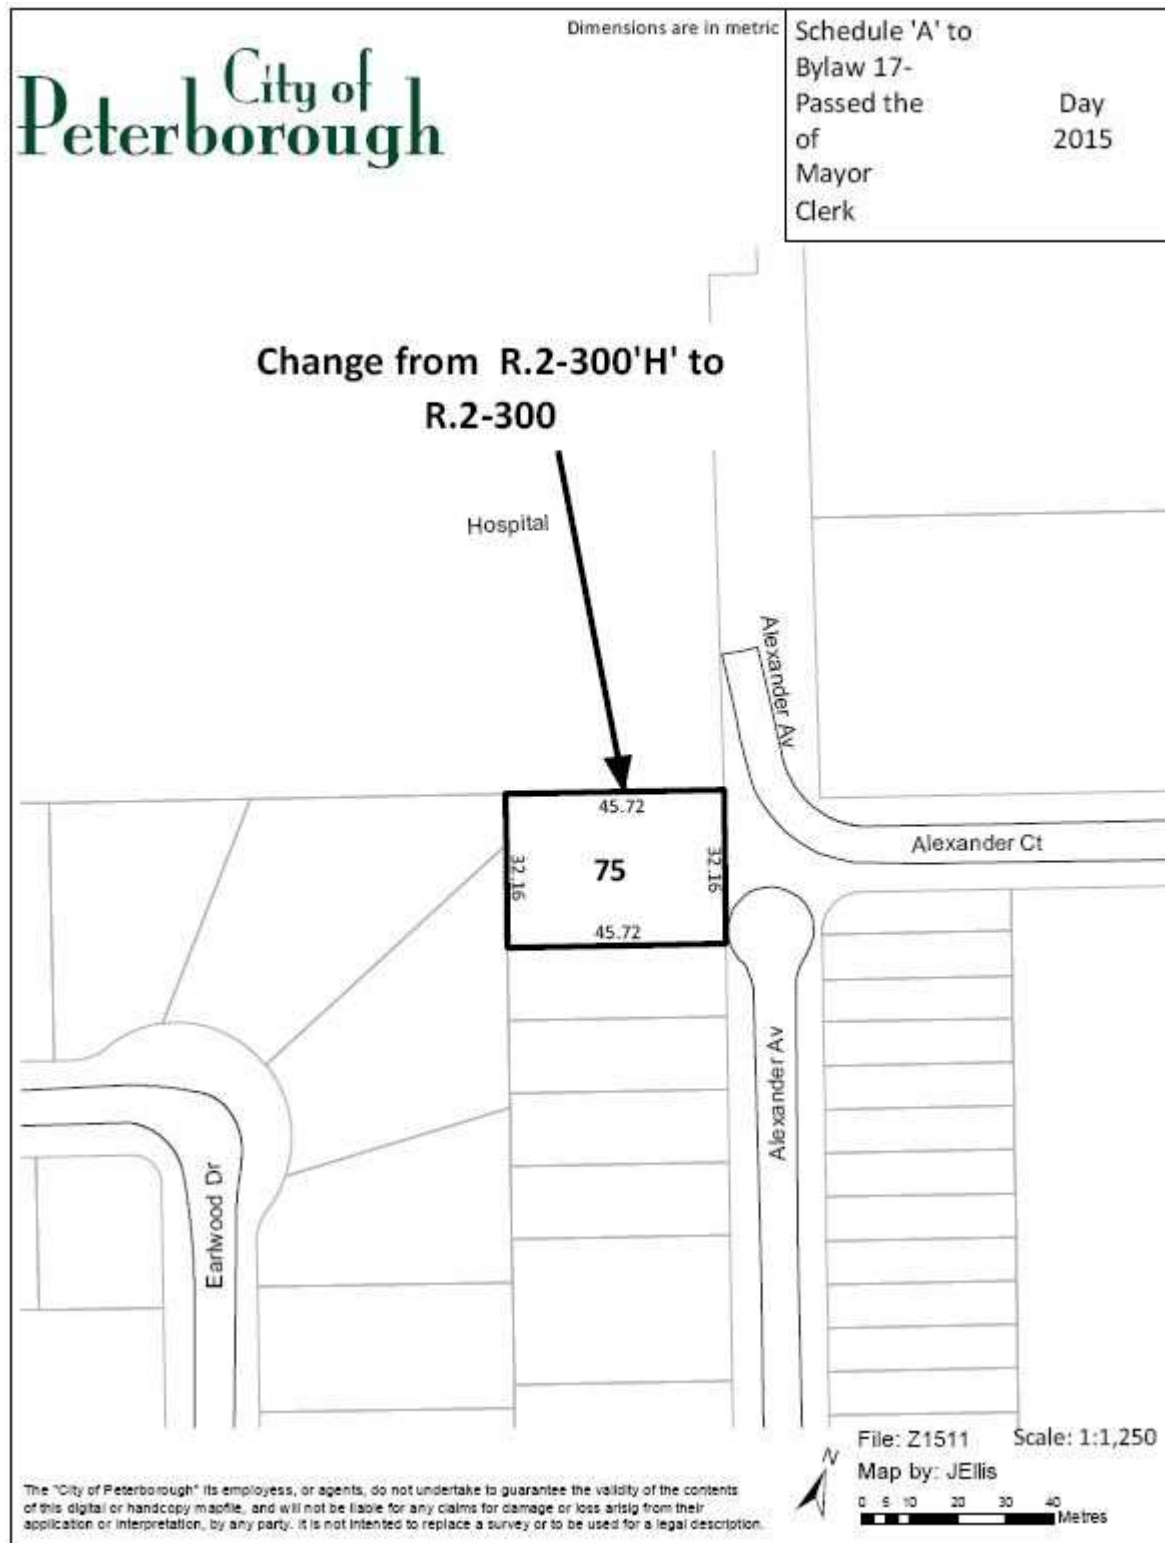 City of
Peterborough
Dimensions are in metric
Schedule 'A' to
Bylaw 17-
Passed the Day
of 2015
Mayor
Clerk
Change from R.2-300'H' to
R.2-300
Hospital
Alexander Av
45.72
32.16
75
32.16
45.72
Alexander Ct
Alexander Av
Earlwood Dr
N
File: Z1511 Scale: 1:1,250
Map by: JEllis
0 5 10 20 30 40
Metres
The "City of Peterborough" its employess, or agents, do not undertake to guarantee the validity of the contents
of this digital or handcopy mapfile, and will not be liable for any claims for damage or loss arisig from their
application or interpretation, by any party. It is not intended to replace a survey or to be used for a legal description.